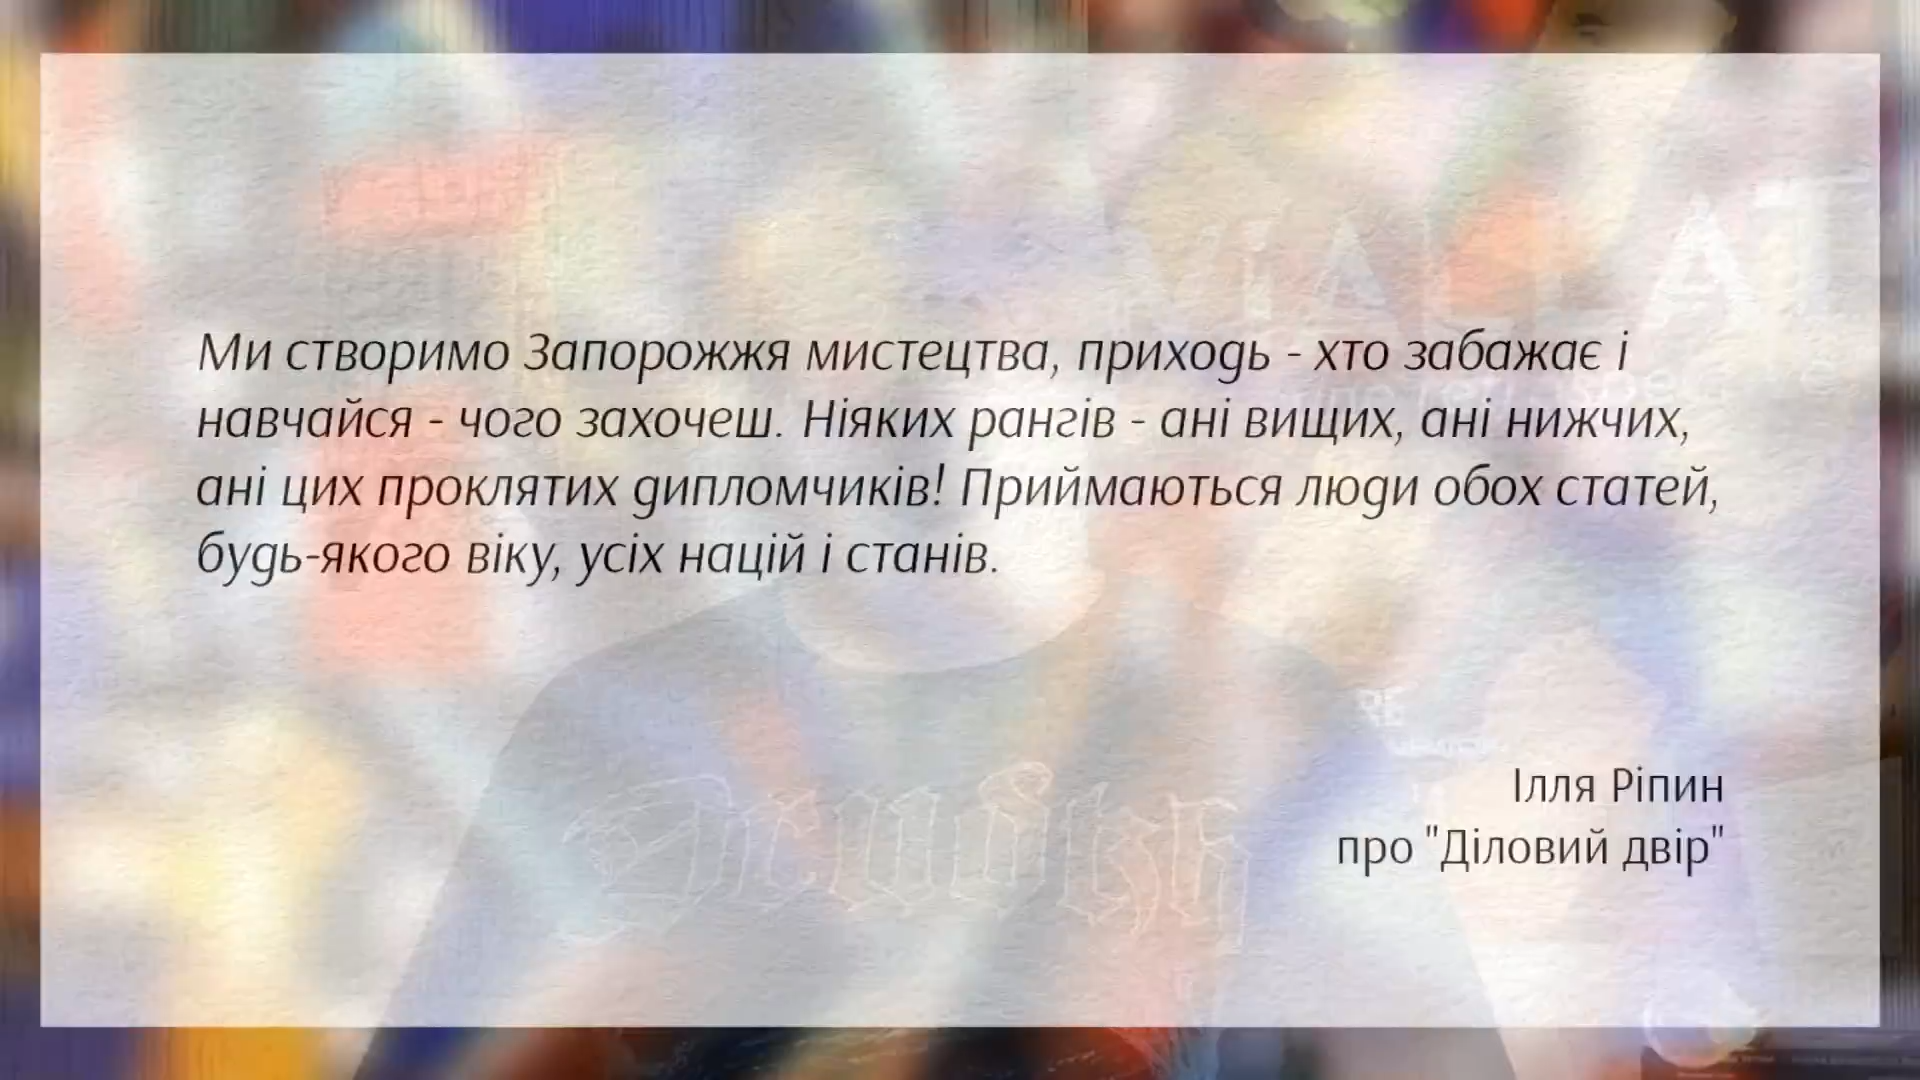 Ми створимо Запорожжя мистецтва, приходь - хто забажає і
навчайся - чого захочеш. Ніяких рангів - ані вищих, ані нижчих,
ані цих проклятих дипломчиків! Приймаються люди обох статей,
будь-якого віку, усіх націй і станів.
Ілля Ріпин
про "Діловий двір"